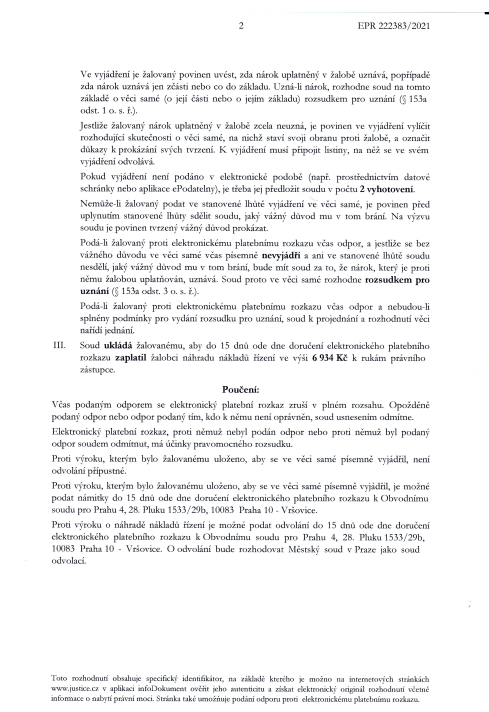 2
EPR 222383/2021
Ve vyjádření je žalovaný povinen uvést, zda nárok uplatněný v žalobě uznává, popřípadě
zda nárok uznává jen zčásti nebo co do základu. Uzná-li nárok, rozhodne soud na tomto
základě o věci samé (o její části nebo o jejím základu) rozsudkem pro uznání (§ 153a
odst. 1 o. s. ř.).
Jestliže žalovaný nárok uplatněný v žalobě zcela neuzná, je povinen ve vyjádření vylíčit
rozhodující skutečnosti o věci samé, na nichž staví svoji obranu proti žalobě, a označit
důkazy k prokázání svých tvrzení. K vyjádření musí připojit listiny, na něž se ve svém
vyjádření odvolává.
Pokud vyjádření není podáno v elektronické podobě (např. prostřednictvím datové
schránky nebo aplikace ePodatelny), je třeba jej předložit soudu v počtu 2 vyhotovení.
Nemůže-li žalovaný podat ve stanovené lhůtě vyjádření ve věci samé, je povinen před
uplynutím stanovené lhůty sdělit soudu, jaký vážný důvod mu v tom brání. Na výzvu
soudu je povinen tvrzený vážný důvod prokázat.
Podá-li žalovaný proti elektronickému platebnímu rozkazu včas odpor, a jestliže se bez
vážného důvodu ve věci samé včas písemně nevyjádří a ani ve stanovené lhůtě soudu
nesdělí, jaký vážný důvod mu v tom brání, bude mít soud za to, že nárok, který je proti
němu žalobou uplatňován, uznává. Soud proto ve věci samé rozhodne rozsudkem pro
uznání (§ 153a odst. 3 o. s. ř.).
Podá-li žalovaný proti elektronickému platebnímu rozkazu včas odpor a nebudou-li
splněny podmínky pro vydání rozsudku pro uznání, soud k projednání a rozhodnutí věci
nařídí jednání.
III. Soud ukládá žalovanému, aby do 15 dnů ode dne doručení elektronického platebního
rozkazu zaplatil žalobci náhradu nákladů řízení ve výši 6 934 Kč k rukám právního
zástupce.
Poučení:
Včas podaným odporem se elektronický platební rozkaz zruší v plném rozsahu. Opožděně
podaný odpor nebo odpor podaný tím, kdo k němu není oprávněn, soud usnesením odmítne.
Elektronický platební rozkaz, proti němuž nebyl podán odpor nebo proti němuž byl podaný
odpor soudem odmítnut, má účinky pravomocného rozsudku.
Proti výroku, kterým bylo žalovanému uloženo, aby se ve věci samé písemně vyjádřil, není
odvolání přípustné.
Proti výroku, kterým bylo žalovanému uloženo, aby se ve věci samé písemně vyjádřil, je možné
podat námitky do 15 dnů ode dne doručení elektronického platebního rozkazu k Obvodnímu
soudu pro Prahu 4, 28. Pluku 1533/29b, 10083 Praha 10 - Vršovice.
Proti výroku o náhradě nákladů řízení je možné podat odvolání do 15 dnů ode dne doručení
elektronického platebního rozkazu k Obvodnímu soudu pro Prahu 4, 28. Pluku 1533/29b,
10083 Praha 10 - Vršovice. O odvolání bude rozhodovat Městský soud v Praze jako soud
odvolací.
Toto rozhodnutí obsahuje specifický identifikátor, na základě kterého je možno na internetových stránkách
www.justice.cz v aplikaci infoDokument ověřit jeho autenticitu a získat elektronický originál rozhodnutí včetně
informace o nabytí právní moci. Stránka také umožňuje podání odporu proti elektronickému platebnímu rozkazu.